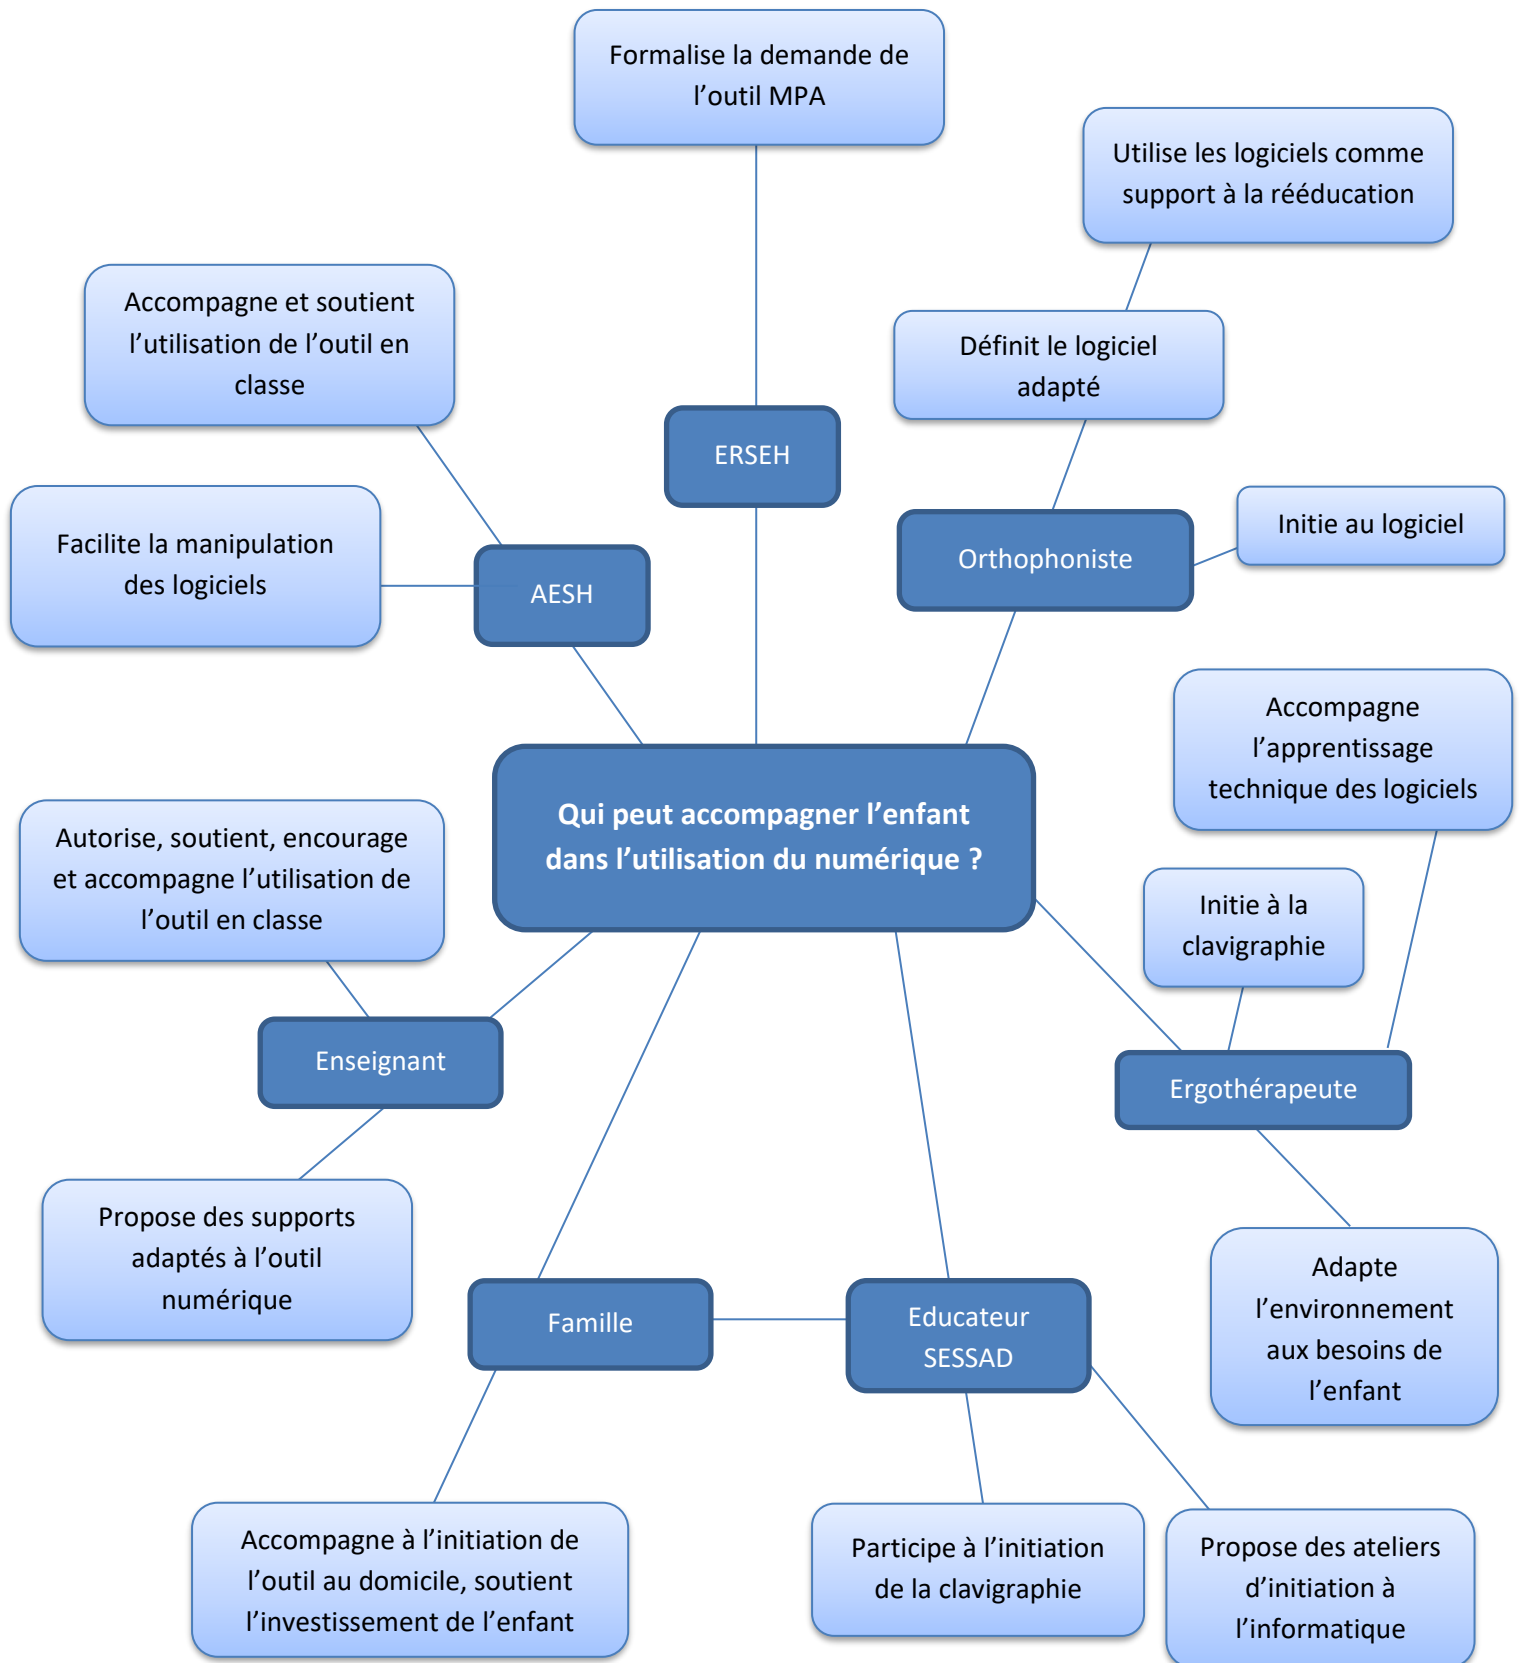 Formalise la demande de
l’outil MPA
Utilise les logiciels comme
support à la rééducation
Accompagne et soutient
l’utilisation de l’outil en
classe
Définit le logiciel
adapté
ERSEH
Initie au logiciel
Facilite la manipulation
des logiciels
Orthophoniste
AESH
Accompagne
l’apprentissage
technique des logiciels
Qui peut accompagner l’enfant
dans l’utilisation du numérique ?
Autorise, soutient, encourage
et accompagne l’utilisation de
l’outil en classe
Initie à la
clavigraphie
Enseignant
Ergothérapeute
Propose des supports
adaptés à l’outil
numérique
Famille
Educateur
SESSAD
Adapte
l’environnement
aux besoins de
l’enfant
Accompagne à l’initiation de
l’outil au domicile, soutient
l’investissement de l’enfant
Participe à l’initiation
de la clavigraphie
Propose des ateliers
d’initiation à
l’informatique